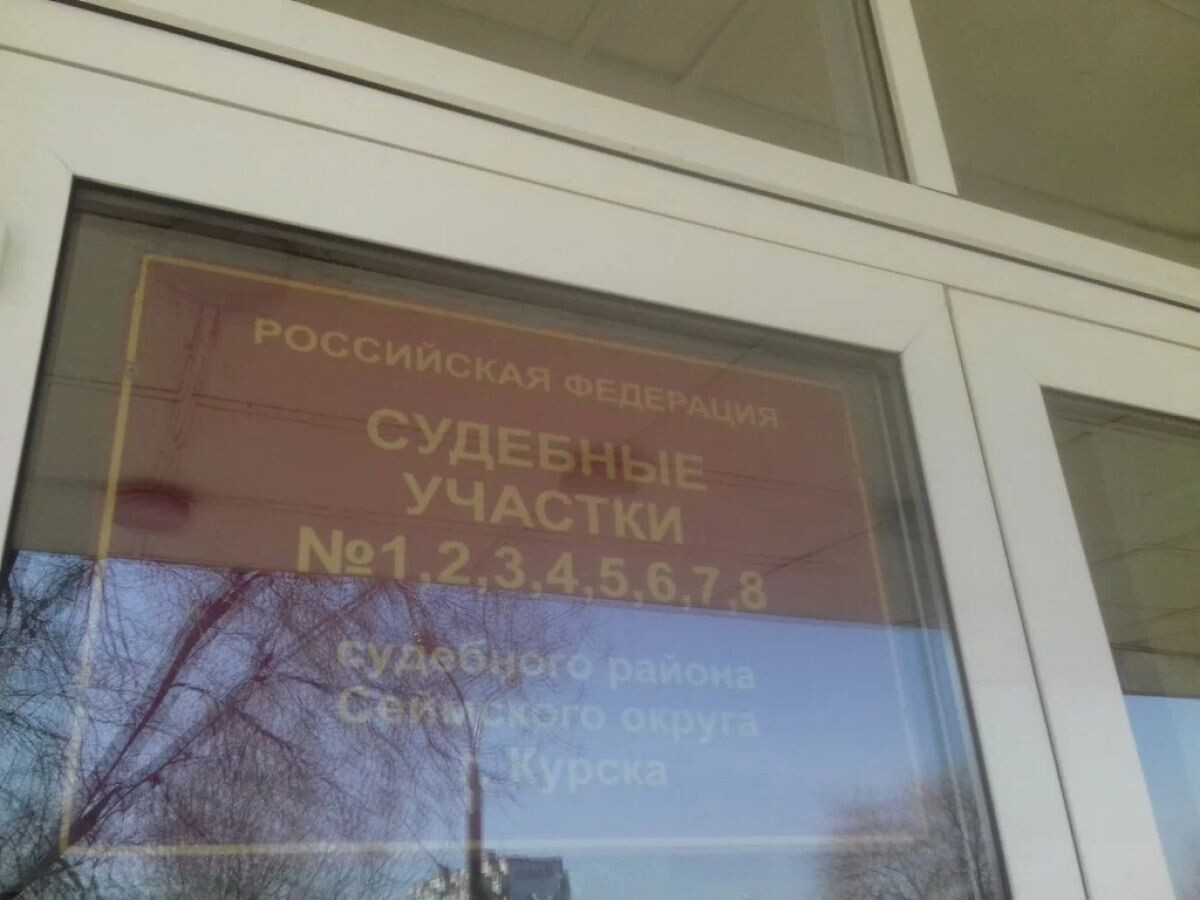 РОССИЙСКАЯ ФЕДЕРАЦИЯ
СУДЕБНЫЕ
УЧАСТКИ
№1,2,3,4,5,6,7,8
судебного района
Сеймского округа
г. Курска